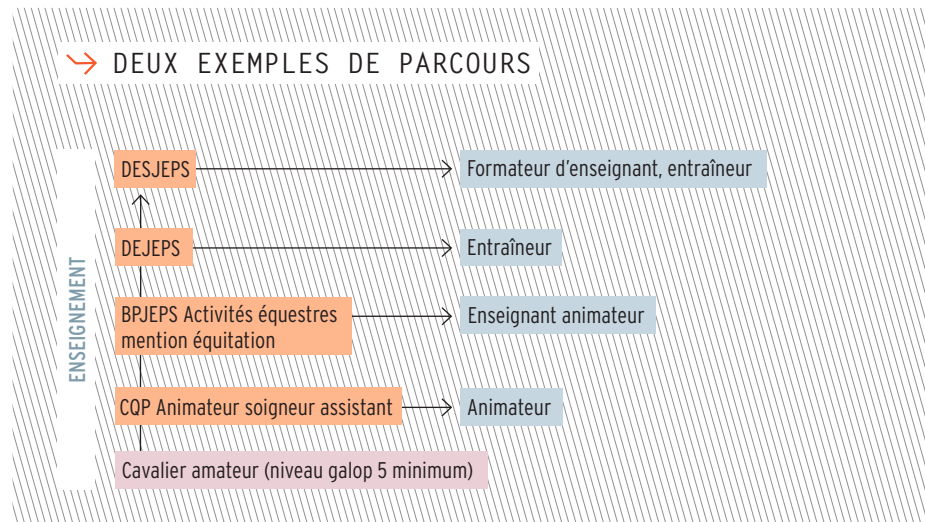 DEUX EXEMPLES DE PARCOURS
ENSEIGNEMENT
DESJEPS
Formateur d'enseignant, entraîneur
DEJEPS
Entraîneur
BPJEPS Activités équestres
mention équitation
Enseignant animateur
CQP Animateur soigneur assistant
Animateur
Cavalier amateur (niveau galop 5 minimum)